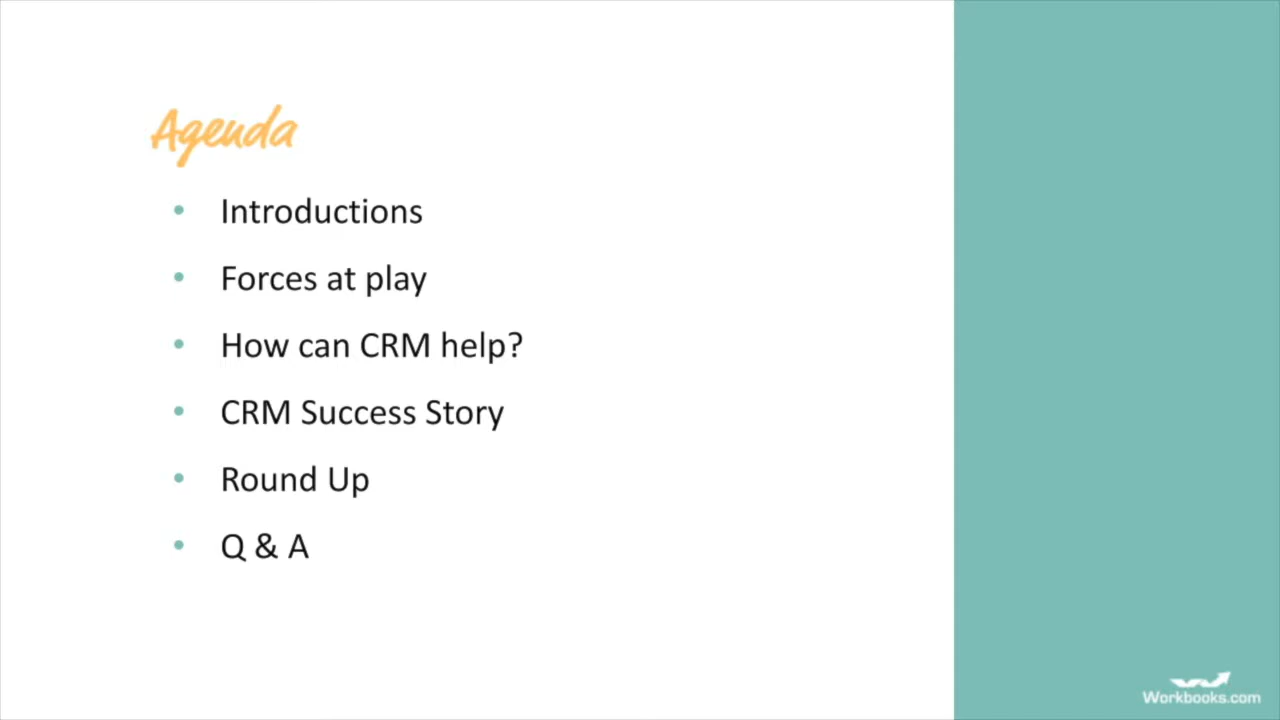 Agenda
• Introductions
• Forces at play
• How can CRM help?
• CRM Success Story
• Round Up
• Q & A
Workbooks.com